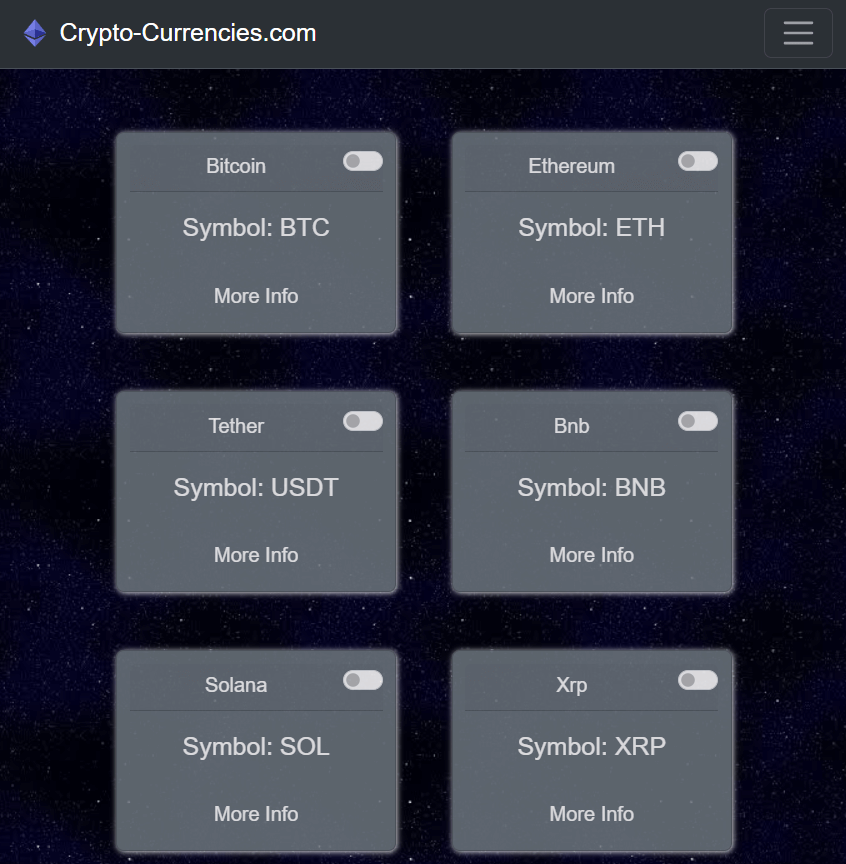 Crypto-Currencies.com
Bitcoin
Symbol: BTC
More Info
Ethereum
Symbol: ETH
More Info
Tether
Symbol: USDT
More Info
Bnb
Symbol: BNB
More Info
Solana
Symbol: SOL
More Info
Xrp
Symbol: XRP
More Info